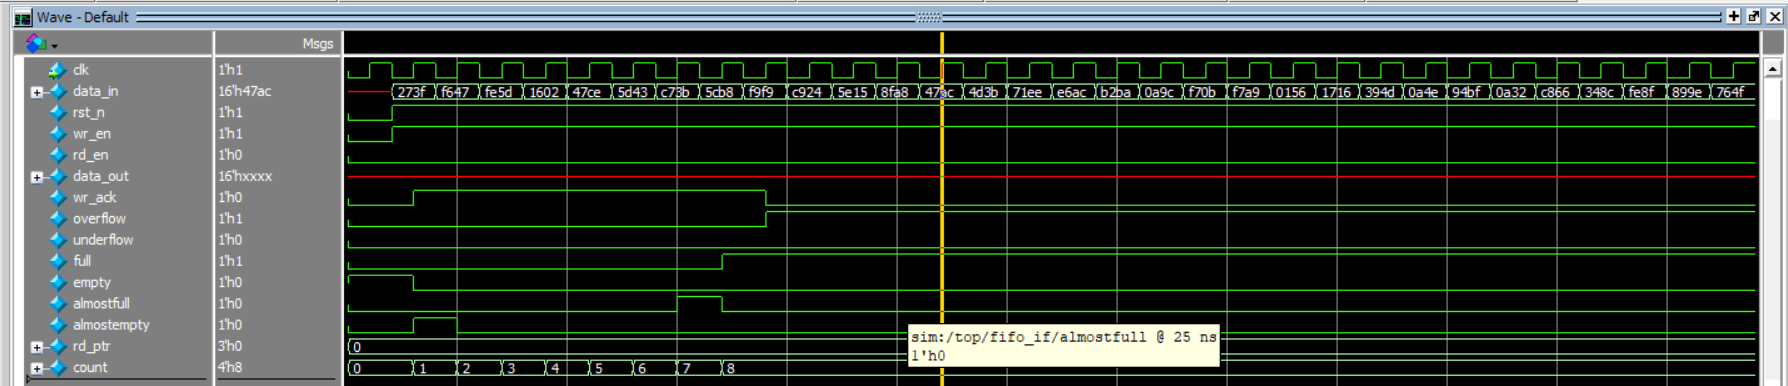 Wave - Default
Msgs
clk 1'h1
data_in 16'h47ac 273f f647 fe5d 1602 47ce 5d43 c73b 5cb8 f9f9 c924 5e15 8fa8 47ac 4d3b 71ee e6ac b2ba 0a9c f70b f7a9 0156 1716 394d 0a4e 94bf 0a32 c866 348c fe8f 899e 764f
rst_n 1'h1
wr_en 1'h1
rd_en 1'h0
data_out 16'hxxxx
wr_ack 1'h0
overflow 1'h1
underflow 1'h0
full 1'h1
empty 1'h0
almostfull 1'h0
almostempty 1'h0
sim:/top/fifo_if/almostfull @ 25 ns
1'h0
rd_ptr 3'h0 0
count 4'h8 0 1 2 3 4 5 6 7 8